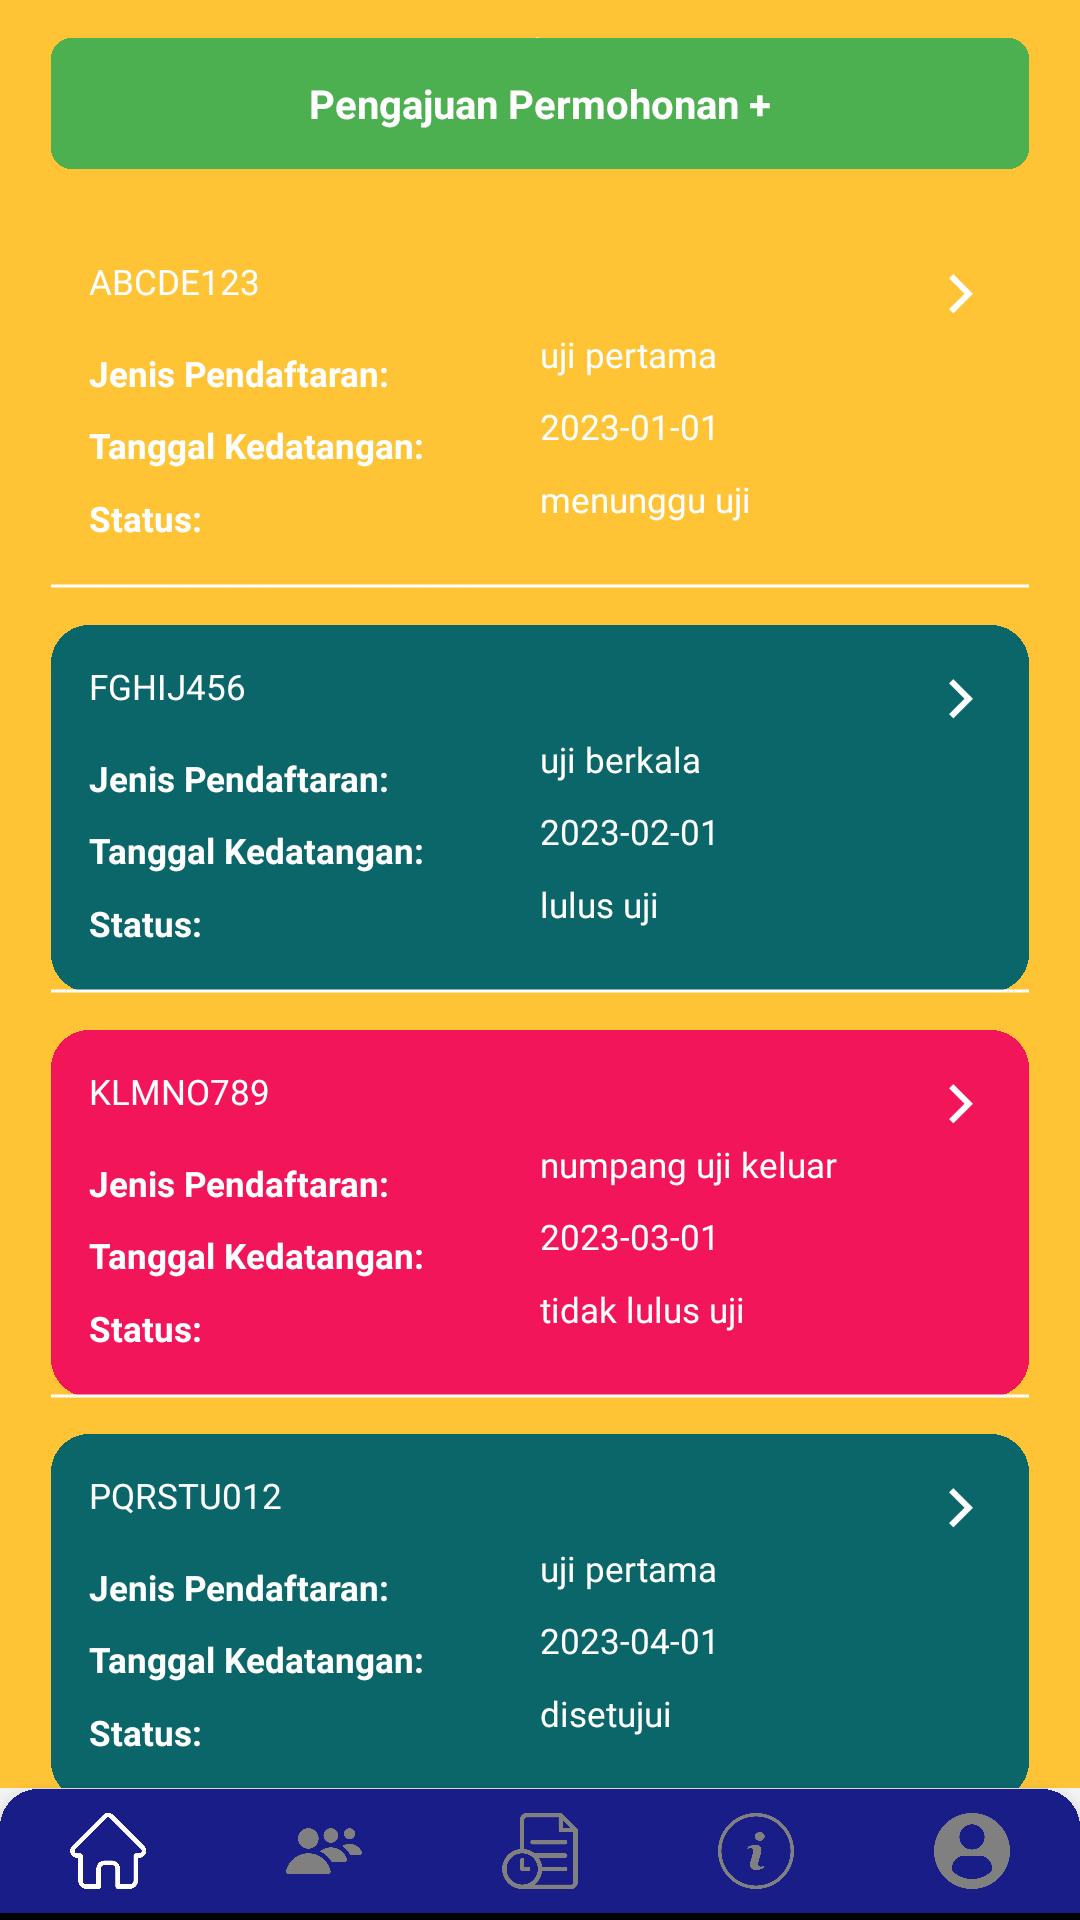 Pengajuan Permohonan +
ABCDE123
Jenis Pendaftaran: uji pertama
Tanggal Kedatangan: 2023-01-01
Status: menunggu uji
FGHIJ456
Jenis Pendaftaran: uji berkala
Tanggal Kedatangan: 2023-02-01
Status: lulus uji
KLMNO789
Jenis Pendaftaran: numpang uji keluar
Tanggal Kedatangan: 2023-03-01
Status: tidak lulus uji
PQRSTU012
Jenis Pendaftaran: uji pertama
Tanggal Kedatangan: 2023-04-01
Status: disetujui